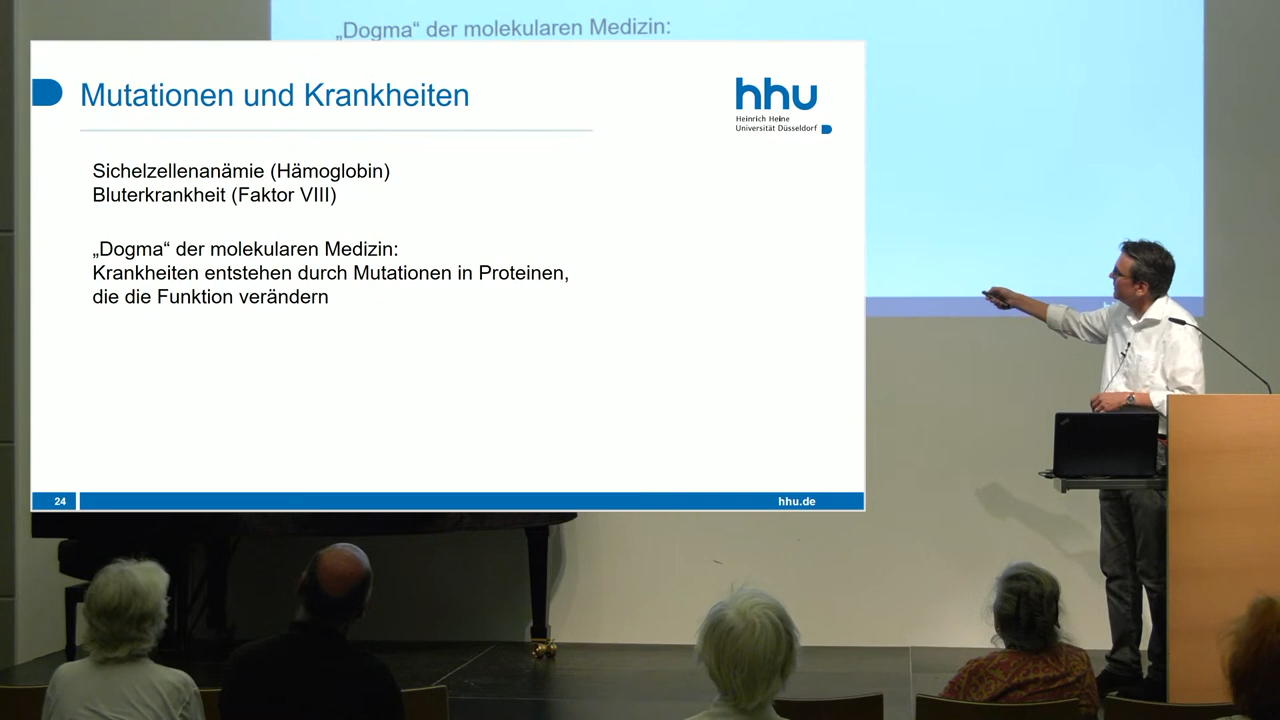 „Dogma“ der molekularen Medizin:
Mutationen und Krankheiten
hhu
Heinrich Heine
Universität Düsseldorf
Sichelzellenanämie (Hämoglobin)
Bluterkrankheit (Faktor VIII)
„Dogma“ der molekularen Medizin:
Krankheiten entstehen durch Mutationen in Proteinen,
die die Funktion verändern
24
hhu.de